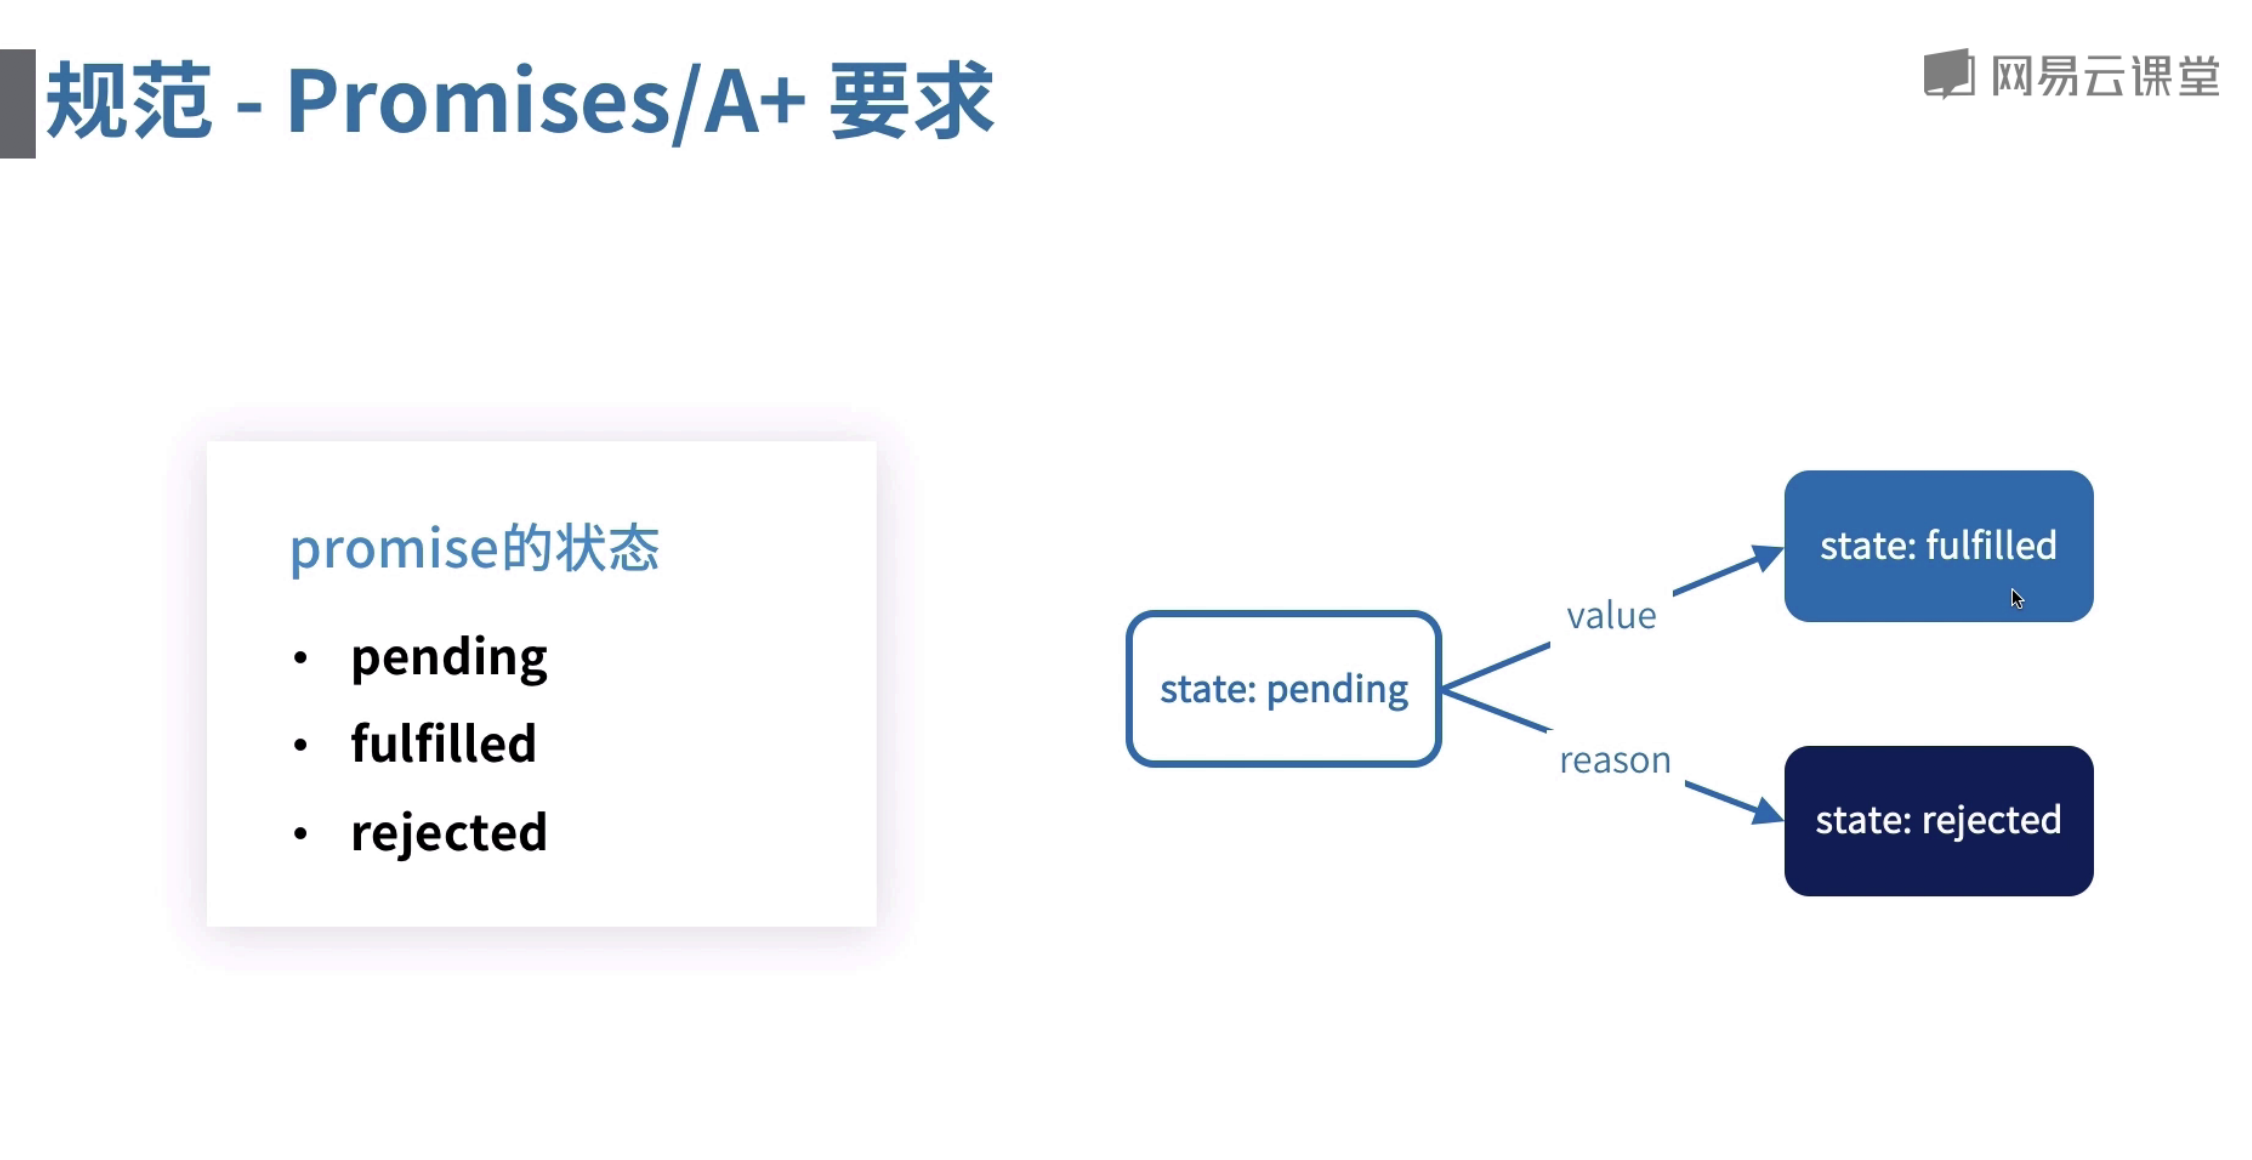 规范 - Promises/A+ 要求
网易云课堂
promise的状态
• pending
• fulfilled
• rejected
state: pending
value
reason
state: fulfilled
state: rejected